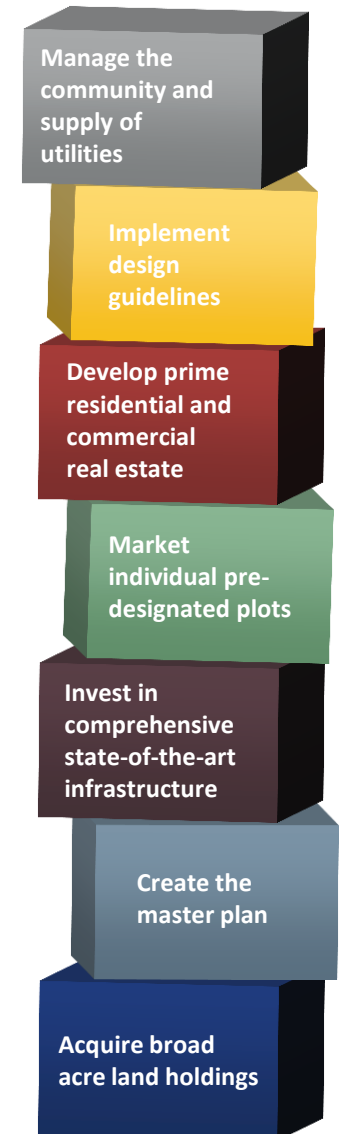 Manage the
community and
supply of
utilities
Implement
design
guidelines
Develop prime
residential and
commercial
real estate
Market
individual pre-
designated plots
Invest in
comprehensive
state-of-the-art
infrastructure
Create the
master plan
Acquire broad
acre land holdings